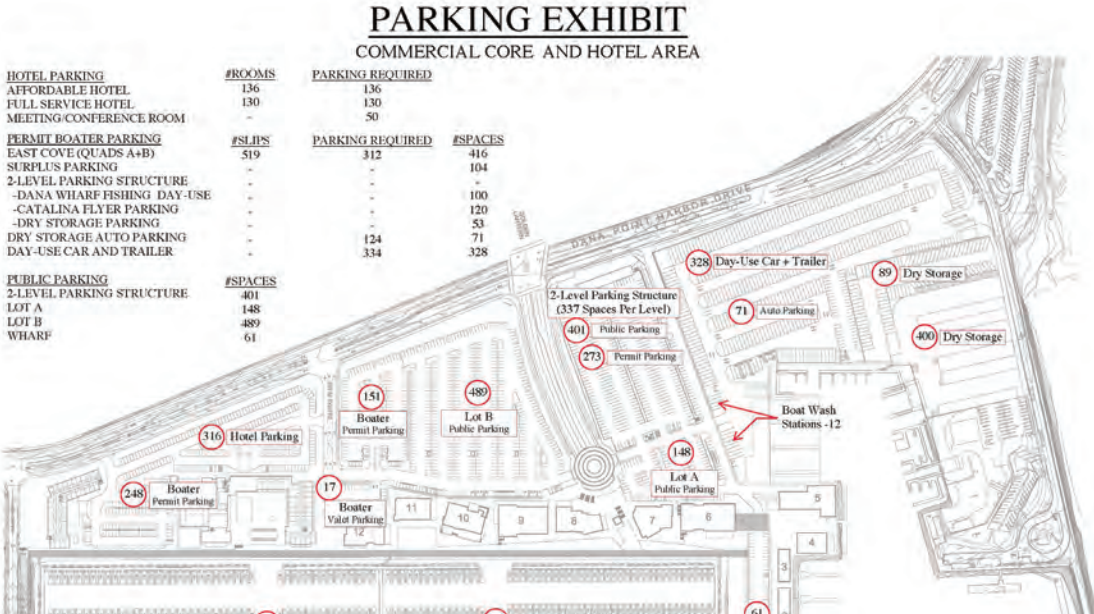 PARKING EXHIBIT
COMMERCIAL CORE AND HOTEL AREA
HOTEL PARKING #ROOMS PARKING REQUIRED
AFFORDABLE HOTEL 136 136
FULL SERVICE HOTEL 130 130
MEETING/CONFERENCE ROOM - 50
PERMIT BOATER PARKING #SLIPS PARKING REQUIRED #SPACES
EAST COVE (QUADS A+B) 519 312 416
SURPLUS PARKING - - 104
2-LEVEL PARKING STRUCTURE - - -
-DANA WHARF FISHING DAY-USE - - 100
-CATALINA FLYER PARKING - - 120
-DRY STORAGE PARKING - - 53
DRY STORAGE AUTO PARKING - 124 71
DAY-USE CAR AND TRAILER - 334 328
PUBLIC PARKING #SPACES
2-LEVEL PARKING STRUCTURE 401
LOT A 148
LOT B 489
WHARF 61
DANA POINT HARBOR DRIVE
328 Day-Use Car + Trailer
89 Dry Storage
2-Level Parking Structure
(337 Spaces Per Level)
401 Public Parking
273 Permit Parking
71 Auto Parking
400 Dry Storage
151
Boater
Permit Parking
489
Lot B
Public Parking
Boat Wash
Stations -12
316 Hotel Parking
148
Lot A
Public Parking
248
Boater
Permit Parking
17
Boater
Valet Parking
12
11
10
9
8
7
6
5
4
3
61